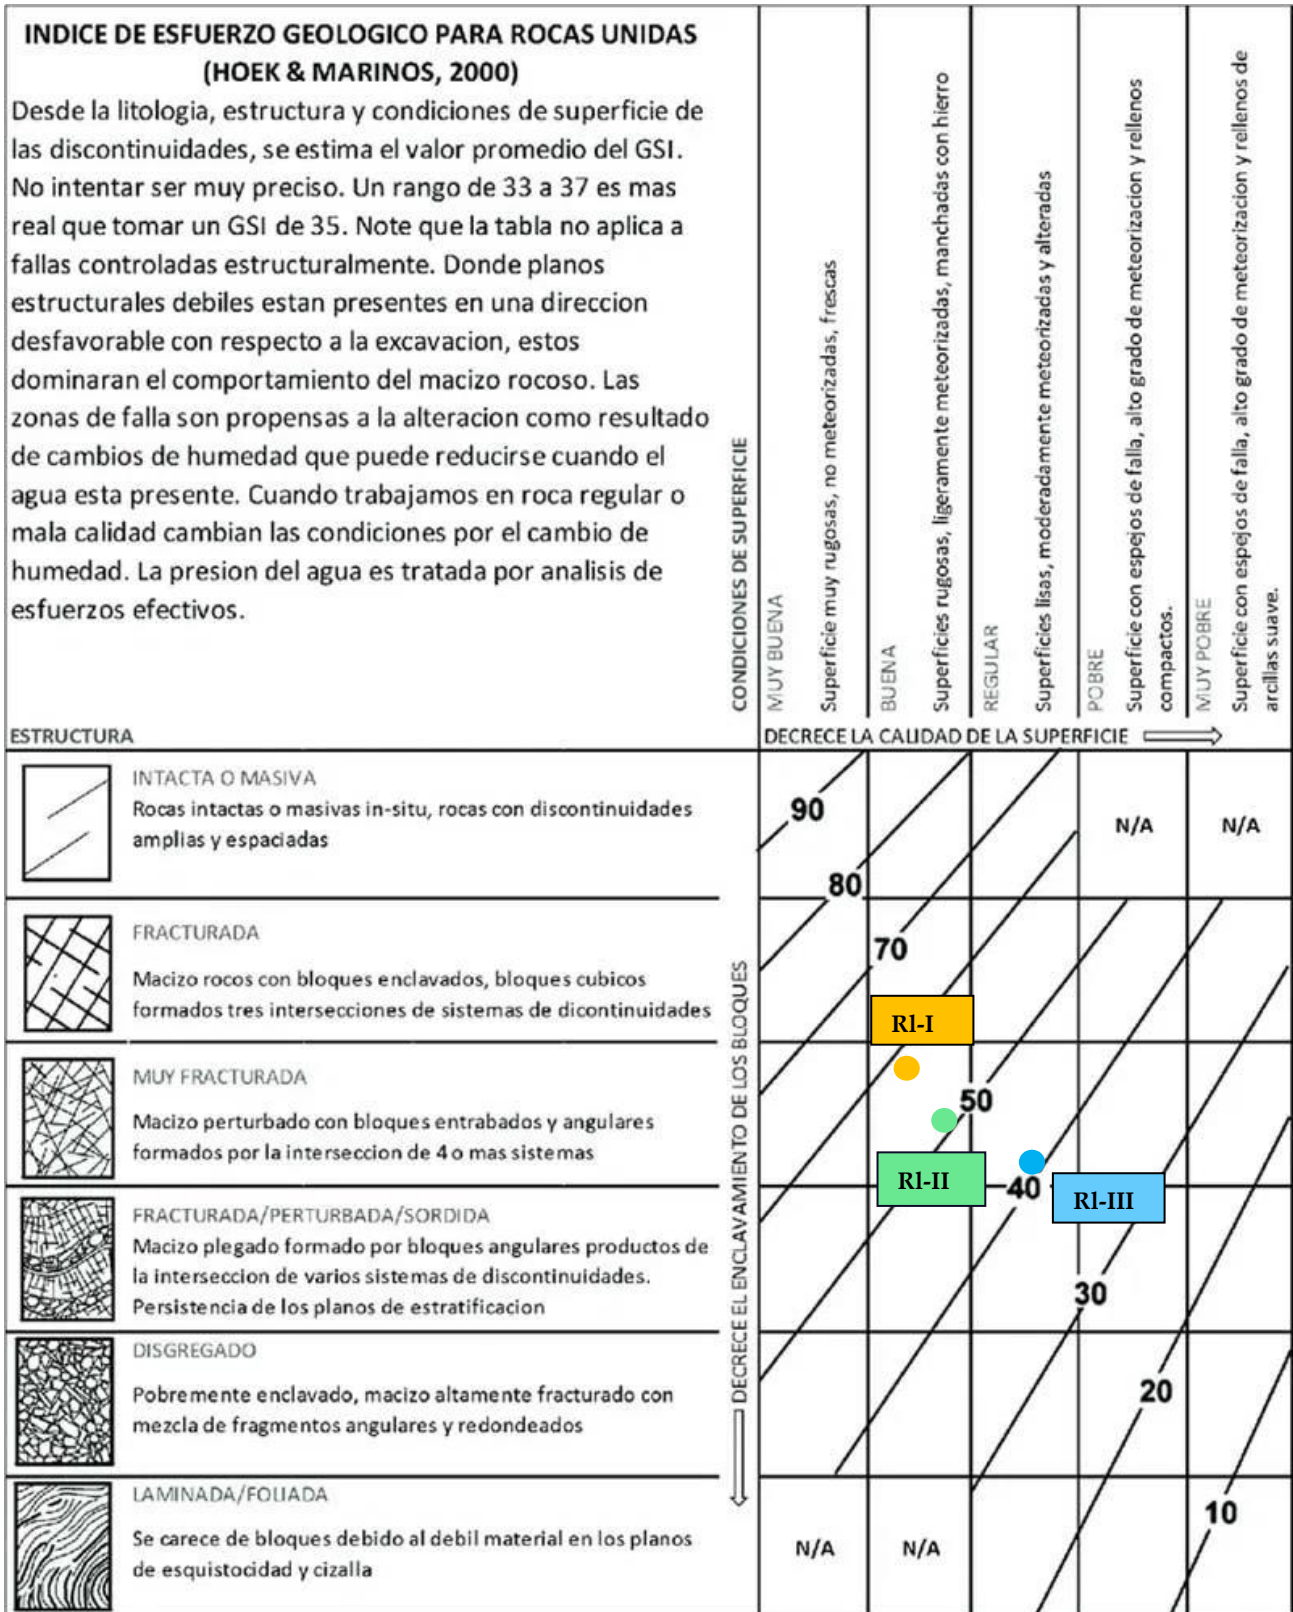 INDICE DE ESFUERZO GEOLOGICO PARA ROCAS UNIDAS
(HOEK & MARINOS, 2000)
Desde la litologia, estructura y condiciones de superficie de
las discontinuidades, se estima el valor promedio del GSI.
No intentar ser muy preciso. Un rango de 33 a 37 es mas
real que tomar un GSI de 35. Note que la tabla no aplica a
fallas controladas estructuralmente. Donde planos
estructurales debiles estan presentes en una direccion
desfavorable con respecto a la excavacion, estos
dominaran el comportamiento del macizo rocoso. Las
zonas de falla son propensas a la alteracion como resultado
de cambios de humedad que puede reducirse cuando el
agua esta presente. Cuando trabajamos en roca regular o
mala calidad cambian las condiciones por el cambio de
humedad. La presion del agua es tratada por analisis de
esfuerzos efectivos.
CONDICIONES DE SUPERFICIE
MUY BUENA
Superficie muy rugosas, no meteorizadas, frescas
BUENA
Superficies rugosas, ligeramente meteorizadas, manchadas con hierro
REGULAR
Superficies lisas, moderadamente meteorizadas y alteradas
POBRE
Superficie con espejos de falla, alto grado de meteorizacion y rellenos
compactos.
MUY POBRE
Superficie con espejos de falla, alto grado de meteorizacion y rellenos de
arcillas suave.
ESTRUCTURA
DECRECE LA CALIDAD DE LA SUPERFICIE
INTACTA O MASIVA
Rocas intactas o masivas in-situ, rocas con discontinuidades
amplias y espaciadas
FRACTURADA
Macizo rocos con bloques enclavados, bloques cubicos
formados tres intersecciones de sistemas de dicontinuidades
MUY FRACTURADA
Macizo perturbado con bloques entrabados y angulares
formados por la interseccion de 4 o mas sistemas
FRACTURADA/PERTURBADA/SORDIDA
Macizo plegado formado por bloques angulares productos de
la interseccion de varios sistemas de discontinuidades.
Persistencia de los planos de estratificacion
DISGREGADO
Pobremente enclavado, macizo altamente fracturado con
mezcla de fragmentos angulares y redondeados
LAMINADA/FOLIADA
Se carece de bloques debido al debil material en los planos
de esquistocidad y cizalla
DECRECE EL ENCLAVAMIENTO DE LOS BLOQUES
90
N/A
N/A
80
70
Rl-I
50
Rl-II
40
Rl-III
30
20
10
N/A
N/A